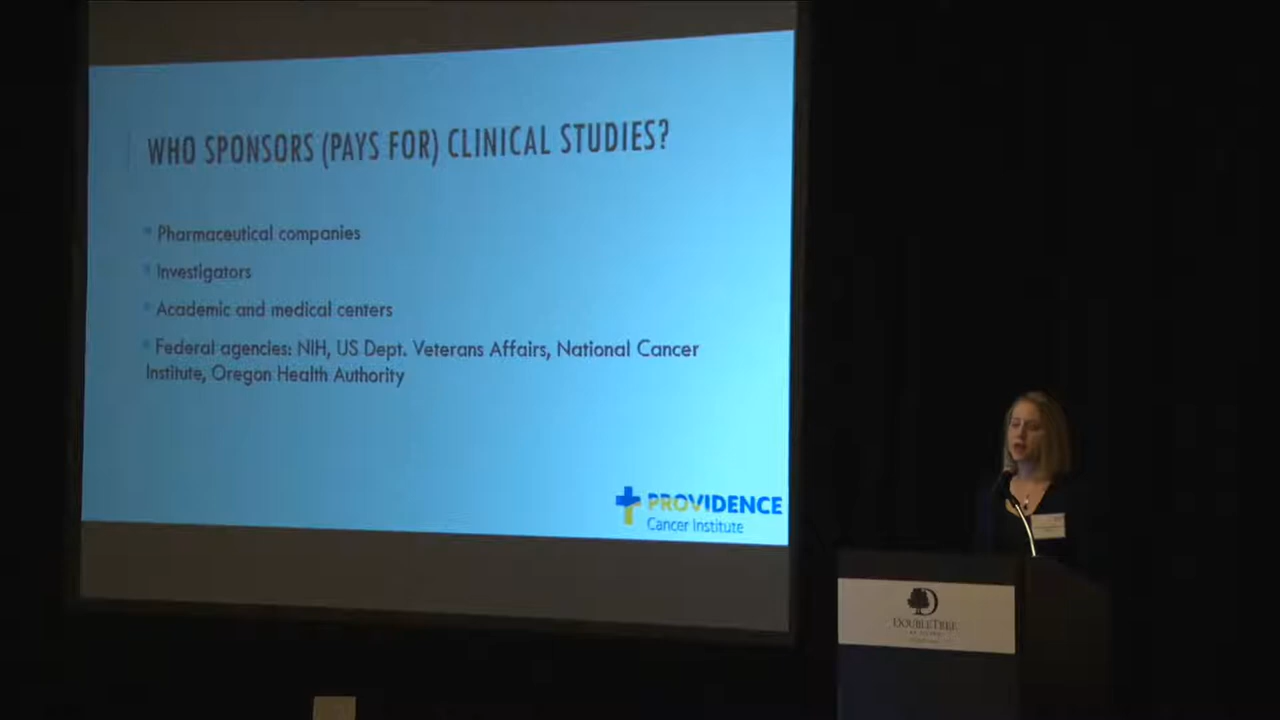 WHO SPONSORS (PAYS FOR) CLINICAL STUDIES?
Pharmaceutical companies
Investigators
Academic and medical centers
Federal agencies: NIH, US Dept. Veterans Affairs, National Cancer
Institute, Oregon Health Authority
PROVIDENCE
Cancer Institute
DOUBLETREE